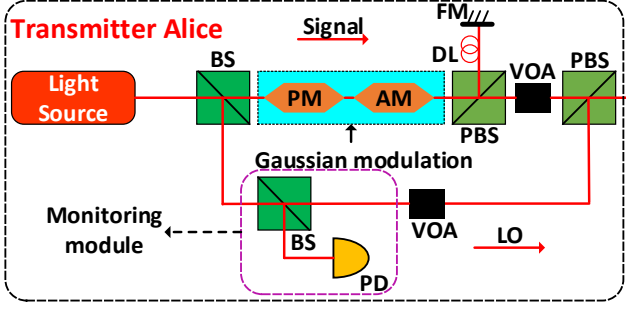 Transmitter Alice
Signal
FM
DL
BS
VOA
PBS
Light
Source
PM
AM
PBS
Gaussian modulation
Monitoring
module
BS
VOA
LO
PD